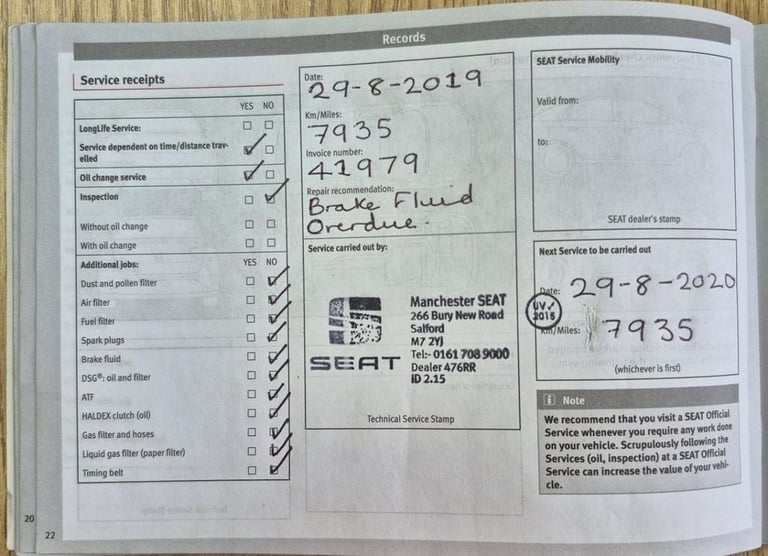 Records
Service receipts
YES NO
LongLife Service:
Service dependent on time/distance trav-
elled
Oil change service
Inspection
Without oil change
With oil change
Additional jobs: YES NO
Dust and pollen filter
Air filter
Fuel filter
Spark plugs
Brake fluid
DSG®: oil and filter
ATF
HALDEX clutch (oil)
Gas filter and hoses
Liquid gas filter (paper filter)
Timing belt
Date:
29-8-2019
Km/Miles:
7935
Invoice number:
41979
Repair recommendation:
Brake Fluid
Overdue.
Service carried out by:
SEAT
Manchester SEAT
266 Bury New Road
Salford
M7 2YJ
Tel:- 0161 708 9000
Dealer 476RR
ID 2.15
Technical Service Stamp
SEAT Service Mobility
Valid from:
to:
SEAT dealer's stamp
Next Service to be carried out
Date: 29-8-2020
Km/Miles: 7935
(whichever is first)
i Note
We recommend that you visit a SEAT Official
Service whenever you require any work done
on your vehicle. Scrupulously following the
Services (oil, inspection) at a SEAT Official
Service can increase the value of your vehi-
cle.
20
22